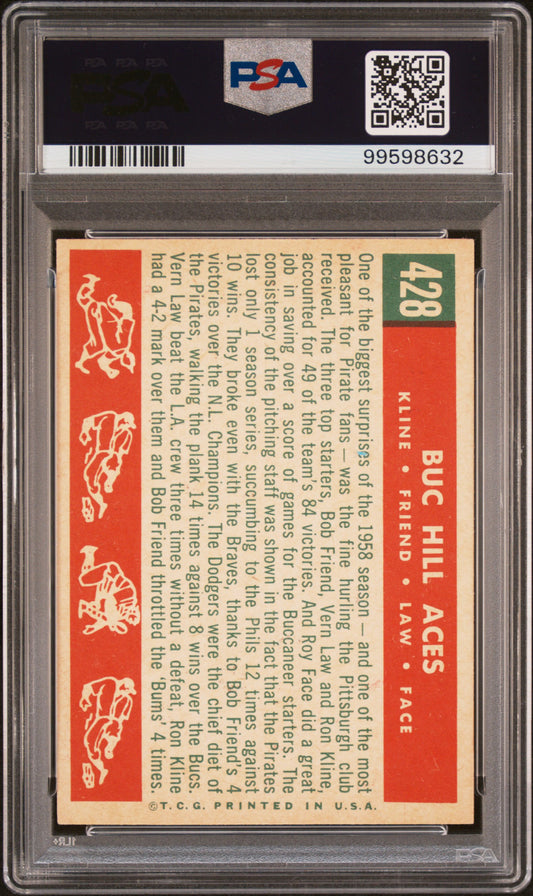 PSA PSA PSA
PSA
PSA PSA PSA
PSA
99598632
428
BUC HILL ACES
KLINE • FRIEND • LAW • FACE
One of the biggest surprises of the 1958 season — and one of the most
pleasant for Pirate fans — was the fine hurling the Pittsburgh club
received. The three top starters, Bob Friend, Vern Law and Ron Kline,
accounted for 49 of the team's 84 victories. And Roy Face did a great
job in saving over a score of games for the Buccaneer starters. The
consistency of the pitching staff was shown in the fact that the Pirates
lost only 1 season series, succumbing to the Phils 12 times against
10 wins. They broke even with the Braves, thanks to Bob Friend's 4
victories over the N.L. Champions. The Dodgers were the chief diet of
the Pirates, walking the plank 14 times against 8 wins over the Bucs.
Vern Law beat the L.A. crew three times without a defeat, Ron Kline
had a 4-2 mark over them and Bob Friend throttled the 'Bums' 4 times.
©T.C.G. PRINTED IN U.S.A.
PSA